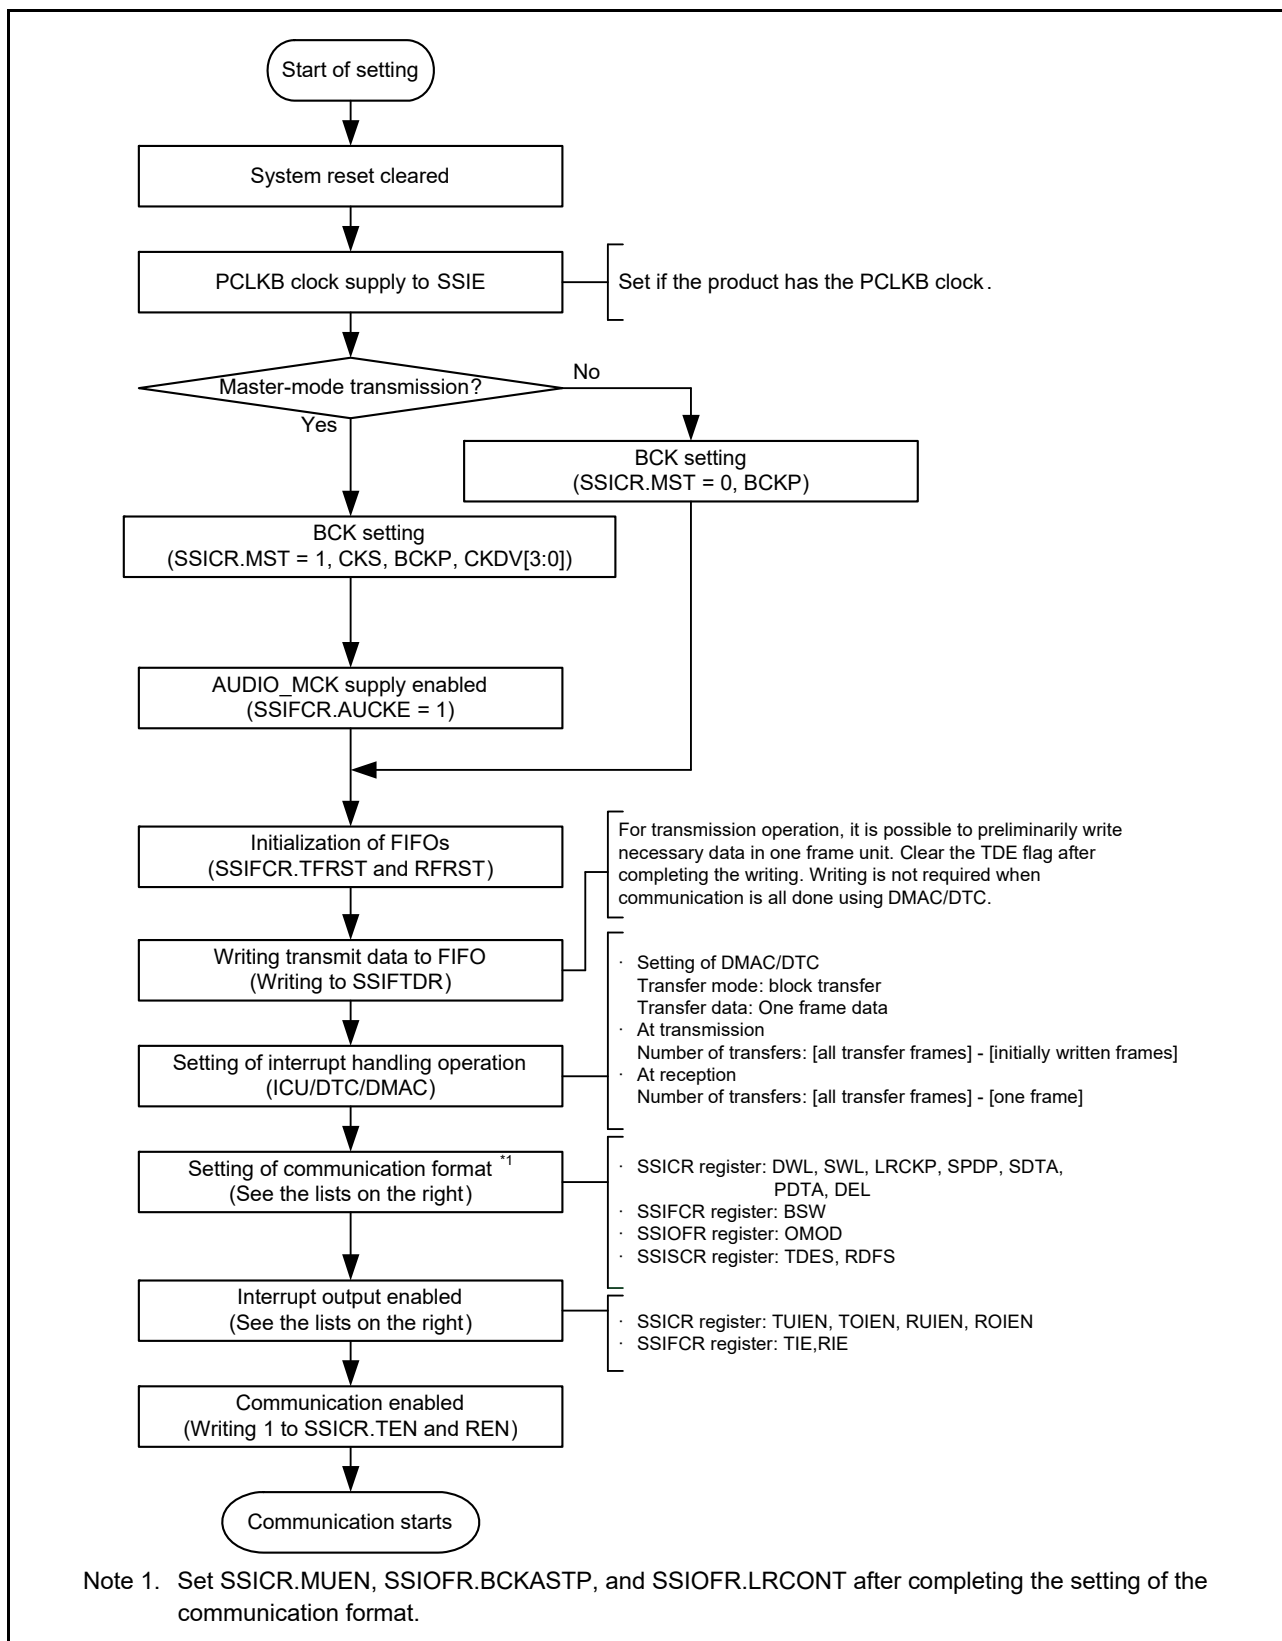 Start of setting
System reset cleared
PCLKB clock supply to SSIE
Set if the product has the PCLKB clock.
Master-mode transmission?
No
Yes
BCK setting
(SSICR.MST = 0, BCKP)
BCK setting
(SSICR.MST = 1, CKS, BCKP, CKDV[3:0])
AUDIO_MCK supply enabled
(SSIFCR.AUCKE = 1)
Initialization of FIFOs
(SSIFCR.TFRST and RFRST)
For transmission operation, it is possible to preliminarily write
necessary data in one frame unit. Clear the TDE flag after
completing the writing. Writing is not required when
communication is all done using DMAC/DTC.
Writing transmit data to FIFO
(Writing to SSIFTDR)
· Setting of DMAC/DTC
Transfer mode: block transfer
Transfer data: One frame data
· At transmission
Number of transfers: [all transfer frames] - [initially written frames]
· At reception
Number of transfers: [all transfer frames] - [one frame]
Setting of interrupt handling operation
(ICU/DTC/DMAC)
Setting of communication format *1
(See the lists on the right)
· SSICR register: DWL, SWL, LRCKP, SPDP, SDTA,
PDTA, DEL
· SSIFCR register: BSW
· SSIOFR register: OMOD
· SSISCR register: TDES, RDFS
Interrupt output enabled
(See the lists on the right)
· SSICR register: TUIEN, TOIEN, RUIEN, ROIEN
· SSIFCR register: TIE,RIE
Communication enabled
(Writing 1 to SSICR.TEN and REN)
Communication starts
Note 1. Set SSICR.MUEN, SSIOFR.BCKASTP, and SSIOFR.LRCONT after completing the setting of the
communication format.